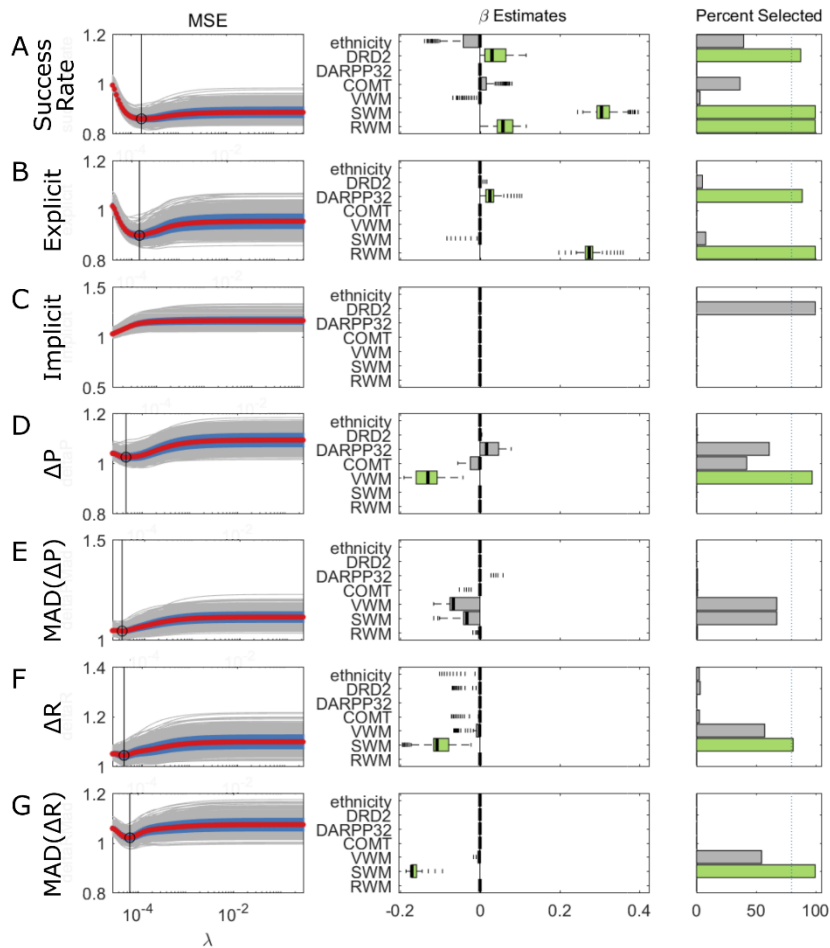 MSE
β Estimates
Percent Selected
A
Success
Rate
1.2
1
0.8
ethnicity
DRD2
DARPP32
COMT
VWM
SWM
RWM
B
Explicit
1.2
1
0.8
ethnicity
DRD2
DARPP32
COMT
VWM
SWM
RWM
C
Implicit
1.5
1
0.5
ethnicity
DRD2
DARPP32
COMT
VWM
SWM
RWM
D
ΔP
1.2
1
0.8
ethnicity
DRD2
DARPP32
COMT
VWM
SWM
RWM
E
MAD(ΔP)
1.5
1
ethnicity
DRD2
DARPP32
COMT
VWM
SWM
RWM
F
ΔR
1.4
1.2
1
ethnicity
DRD2
DARPP32
COMT
VWM
SWM
RWM
G
MAD(ΔR)
1.2
1
0.8
ethnicity
DRD2
DARPP32
COMT
VWM
SWM
RWM
10⁻⁴ 10⁻²
λ
-0.2 0 0.2 0.4
0 50 100